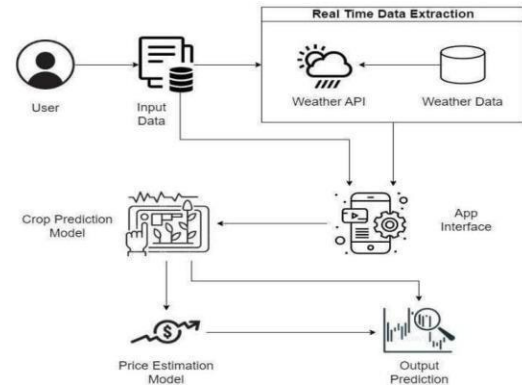 Real Time Data Extraction
User
Input
Data
Weather API
Weather Data
Crop Prediction
Model
App
Interface
Price Estimation
Model
Output
Prediction